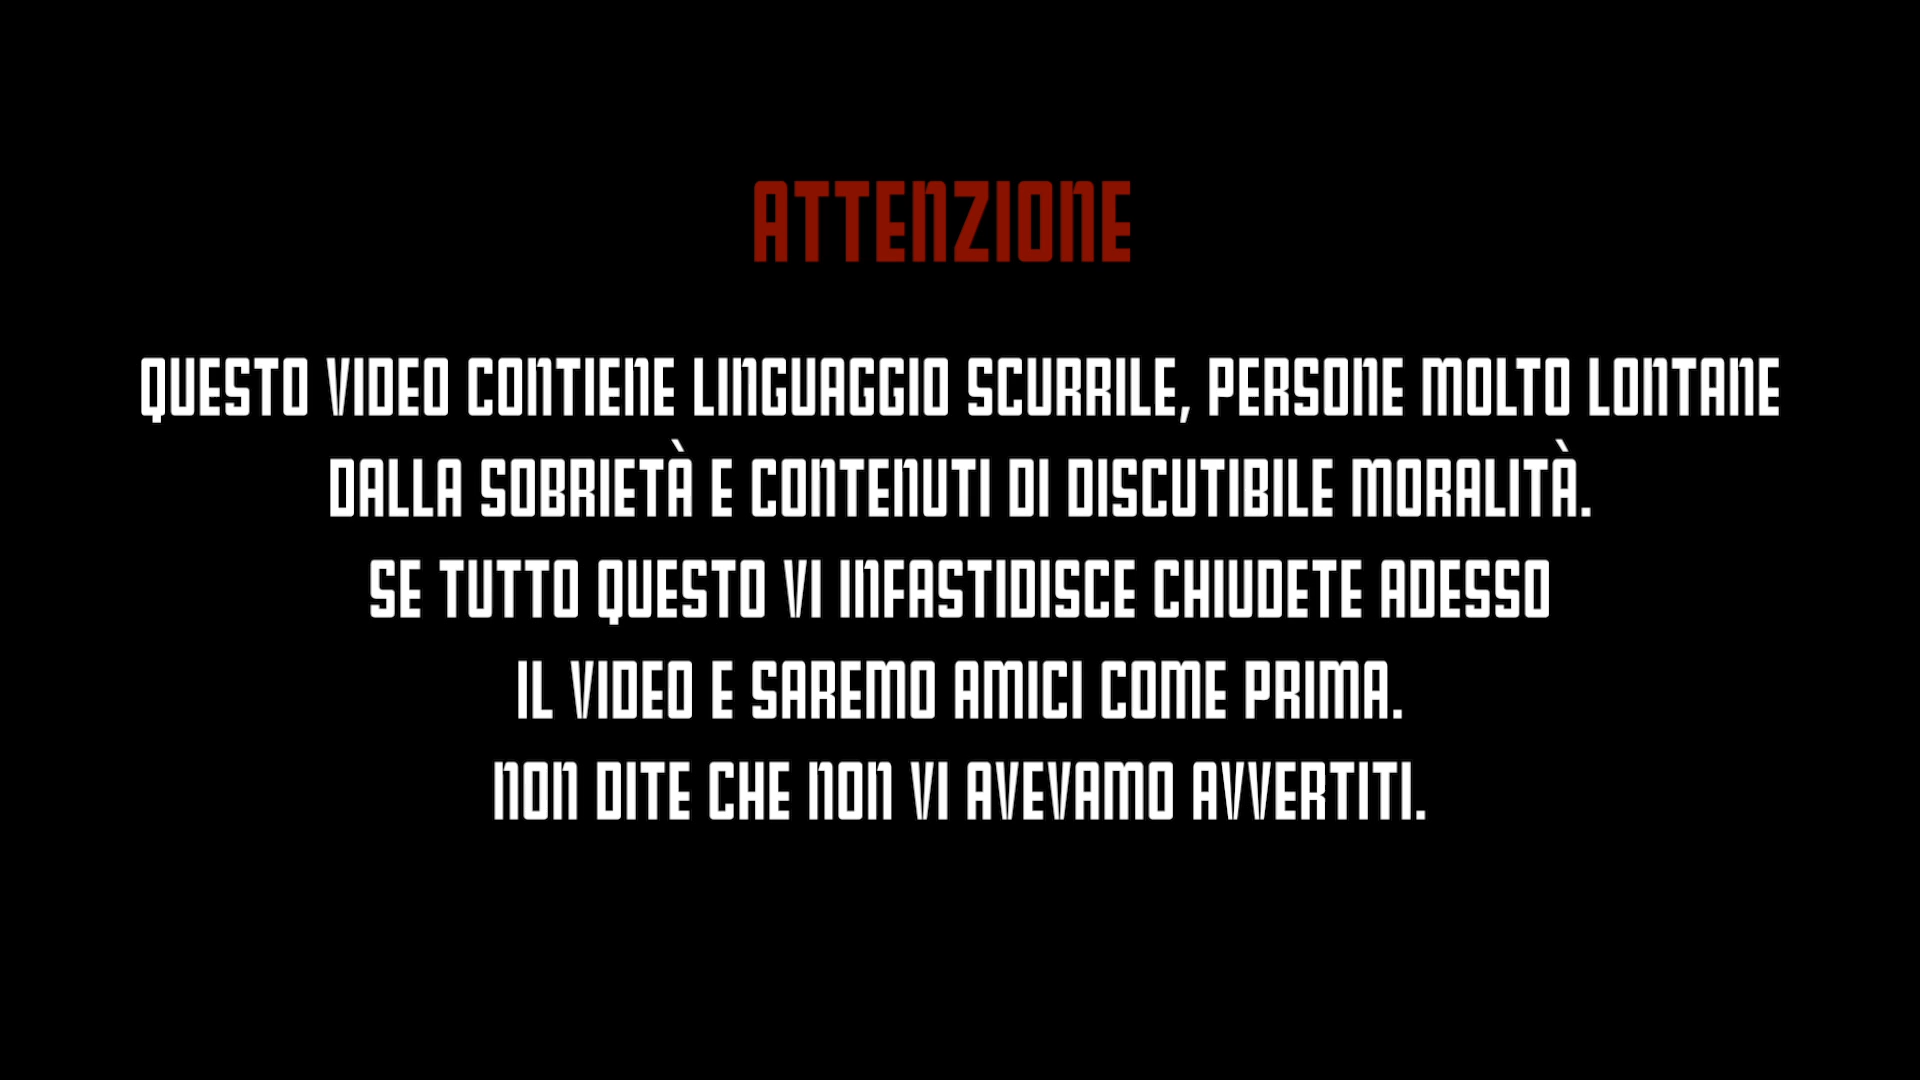 ATTENZIONE
QUESTO VIDEO CONTIENE LINGUAGGIO SCURRILE, PERSONE MOLTO LONTANE
DALLA SOBRIETÀ E CONTENUTI DI DISCUTIBILE MORALITÀ.
SE TUTTO QUESTO VI INFASTIDISCE CHIUDETE ADESSO
IL VIDEO E SAREMO AMICI COME PRIMA.
NON DITE CHE NON VI AVEVAMO AVVERTITI.